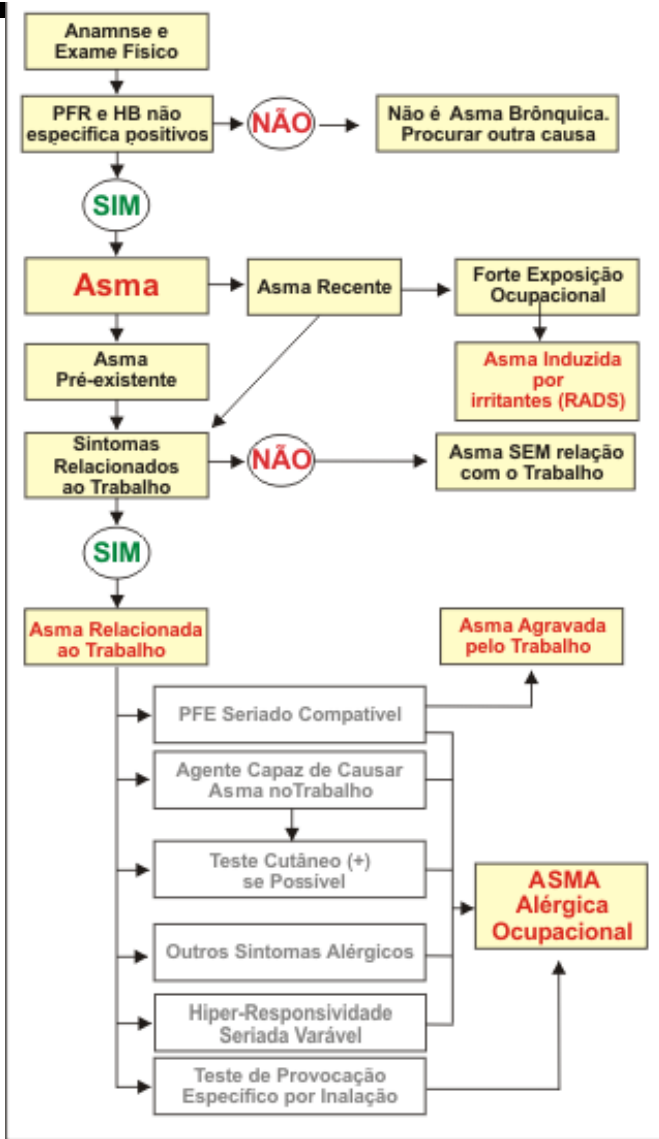 Anamnse e
Exame Físico
PFR e HB não
especifica positivos
NÃO
Não é Asma Brônquica.
Procurar outra causa
SIM
Asma
Asma Recente
Forte Exposição
Ocupacional
Asma
Pré-existente
Asma Induzida
por
irritantes (RADS)
Sintomas
Relacionados
ao Trabalho
NÃO
Asma SEM relação
com o Trabalho
SIM
Asma Relacionada
ao Trabalho
Asma Agravada
pelo Trabalho
PFE Seriado Compatível
Agente Capaz de Causar
Asma noTrabalho
Teste Cutâneo (+)
se Possivel
ASMA
Alérgica
Ocupacional
Outros Sintomas Alérgicos
Hiper-Responsividade
Seriada Varável
Teste de Provocação
Específico por Inalação